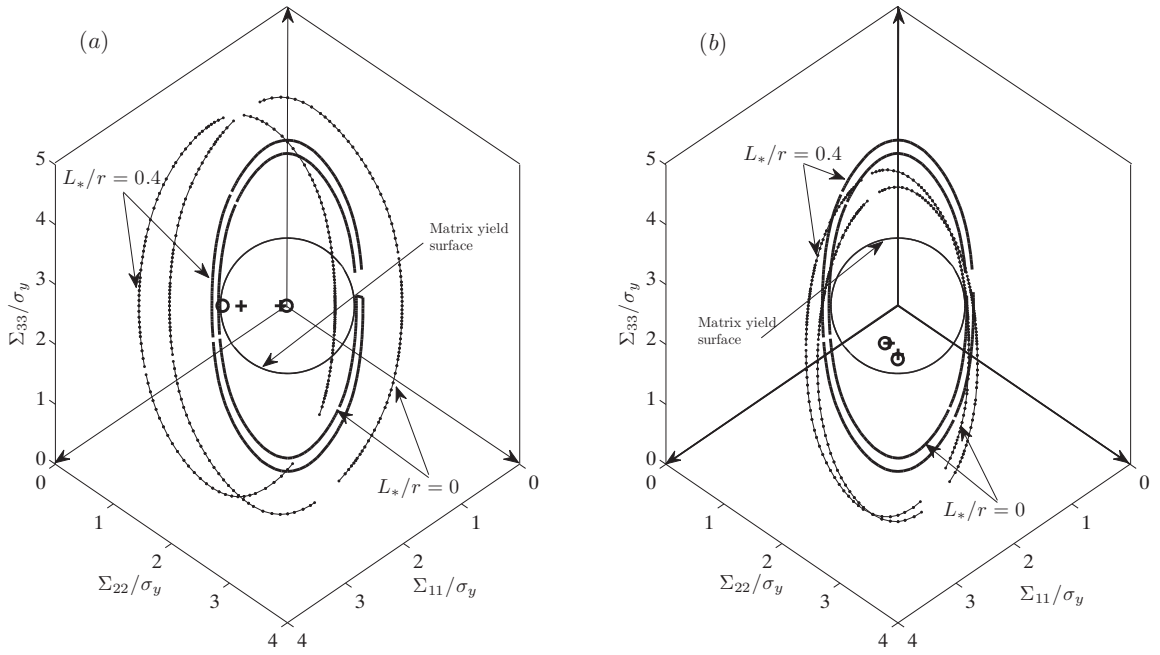 (a)
5
4
3
2
1
0
Σ33/σy
L*/r = 0.4
Matrix yield
surface
L*/r = 0
0
1
2
3
4
Σ22/σy
4
3
2
1
0
Σ11/σy
(b)
5
4
3
2
1
0
Σ33/σy
L*/r = 0.4
Matrix yield
surface
L*/r = 0
0
1
2
3
4
Σ22/σy
4
3
2
1
0
Σ11/σy